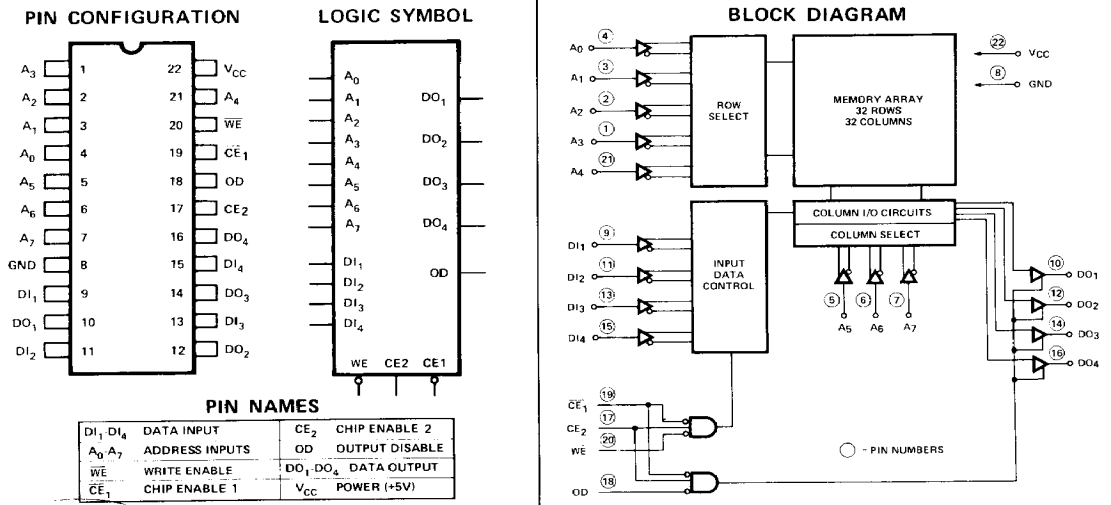 PIN CONFIGURATION
A3 1 22 VCC
A2 2 21 A4
A1 3 20 W̅E̅
A0 4 19 C̅E̅1
A5 5 18 OD
A6 6 17 CE2
A7 7 16 DO4
GND 8 15 DI4
DI1 9 14 DO3
DO1 10 13 DI3
DI2 11 12 DO2
LOGIC SYMBOL
A0
A1 DO1
A2
A3 DO2
A4
A5 DO3
A6
A7 DO4
DI1
DI2 OD
DI3
DI4
WE CE2 CE1
PIN NAMES
DI1-DI4 DATA INPUT CE2 CHIP ENABLE 2
A0-A7 ADDRESS INPUTS OD OUTPUT DISABLE
W̅E̅ WRITE ENABLE DO1-DO4 DATA OUTPUT
C̅E̅1 CHIP ENABLE 1 VCC POWER (+5V)
BLOCK DIAGRAM
A0 4
A1 3
A2 2
A3 1
A4 21
ROW
SELECT
MEMORY ARRAY
32 ROWS
32 COLUMNS
22 VCC
8 GND
COLUMN I/O CIRCUITS
COLUMN SELECT
DI1 9
DI2 11
DI3 13
DI4 15
INPUT
DATA
CONTROL
5 6 7
A5 A6 A7
10 DO1
12 DO2
14 DO3
16 DO4
C̅E̅1 19
CE2 17
W̅E̅ 20
OD 18
- PIN NUMBERS